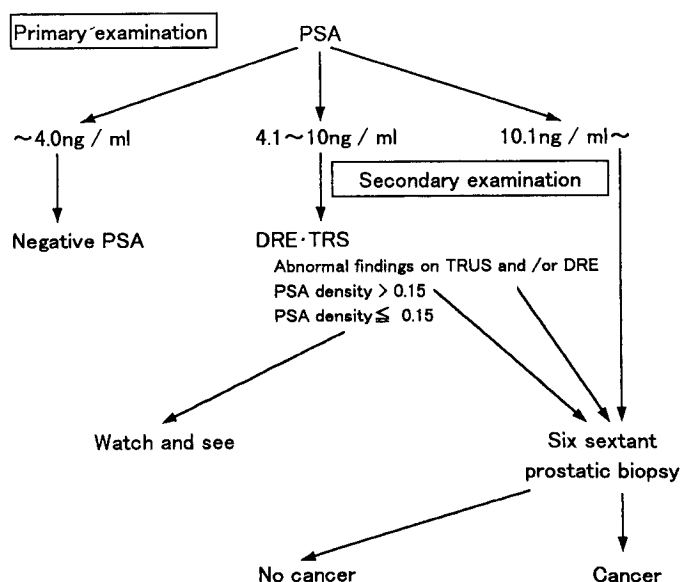 Primary examination
PSA
～4.0ng / ml
4.1～10ng / ml
10.1ng / ml～
Secondary examination
Negative PSA
DRE·TRS
Abnormal findings on TRUS and /or DRE
PSA density > 0.15
PSA density ≦ 0.15
Watch and see
Six sextant
prostatic biopsy
No cancer
Cancer